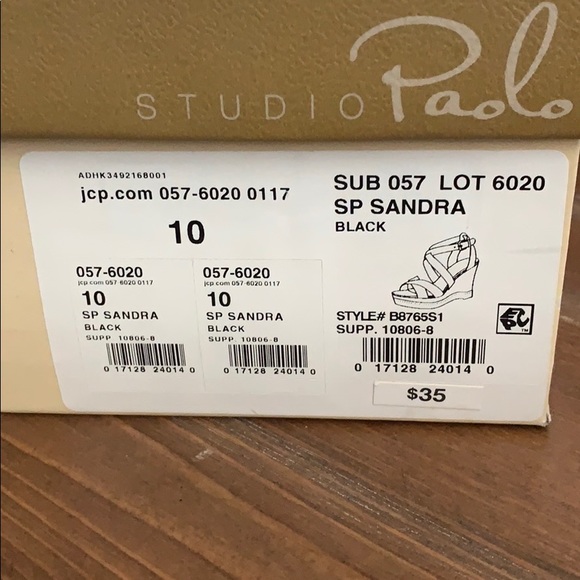 STUDIO Paolo
ADHK3492168001
jcp.com 057-6020 0117
10
SUB 057 LOT 6020
SP SANDRA
BLACK
057-6020
jcp com 057 6020 0117
10
SP SANDRA
BLACK
SUPP. 10806-8
0 17128 24014 0
057-6020
jcp com 057 6020 0117
10
SP SANDRA
BLACK
SUPP. 10806-8
0 17128 24014 0
STYLE# B8765S1
SUPP. 10806-8
0 17128 24014 0
$35